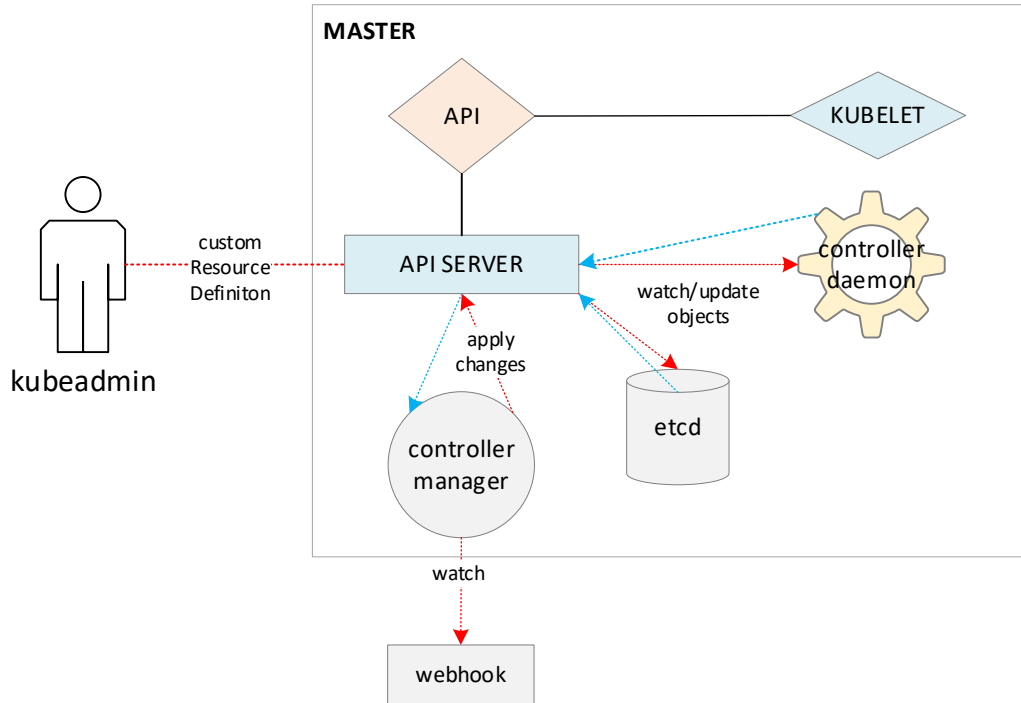 MASTER
API
KUBELET
custom
Resource
Definiton
API SERVER
controller
daemon
watch/update
objects
apply
changes
kubeadmin
etcd
controller
manager
watch
webhook